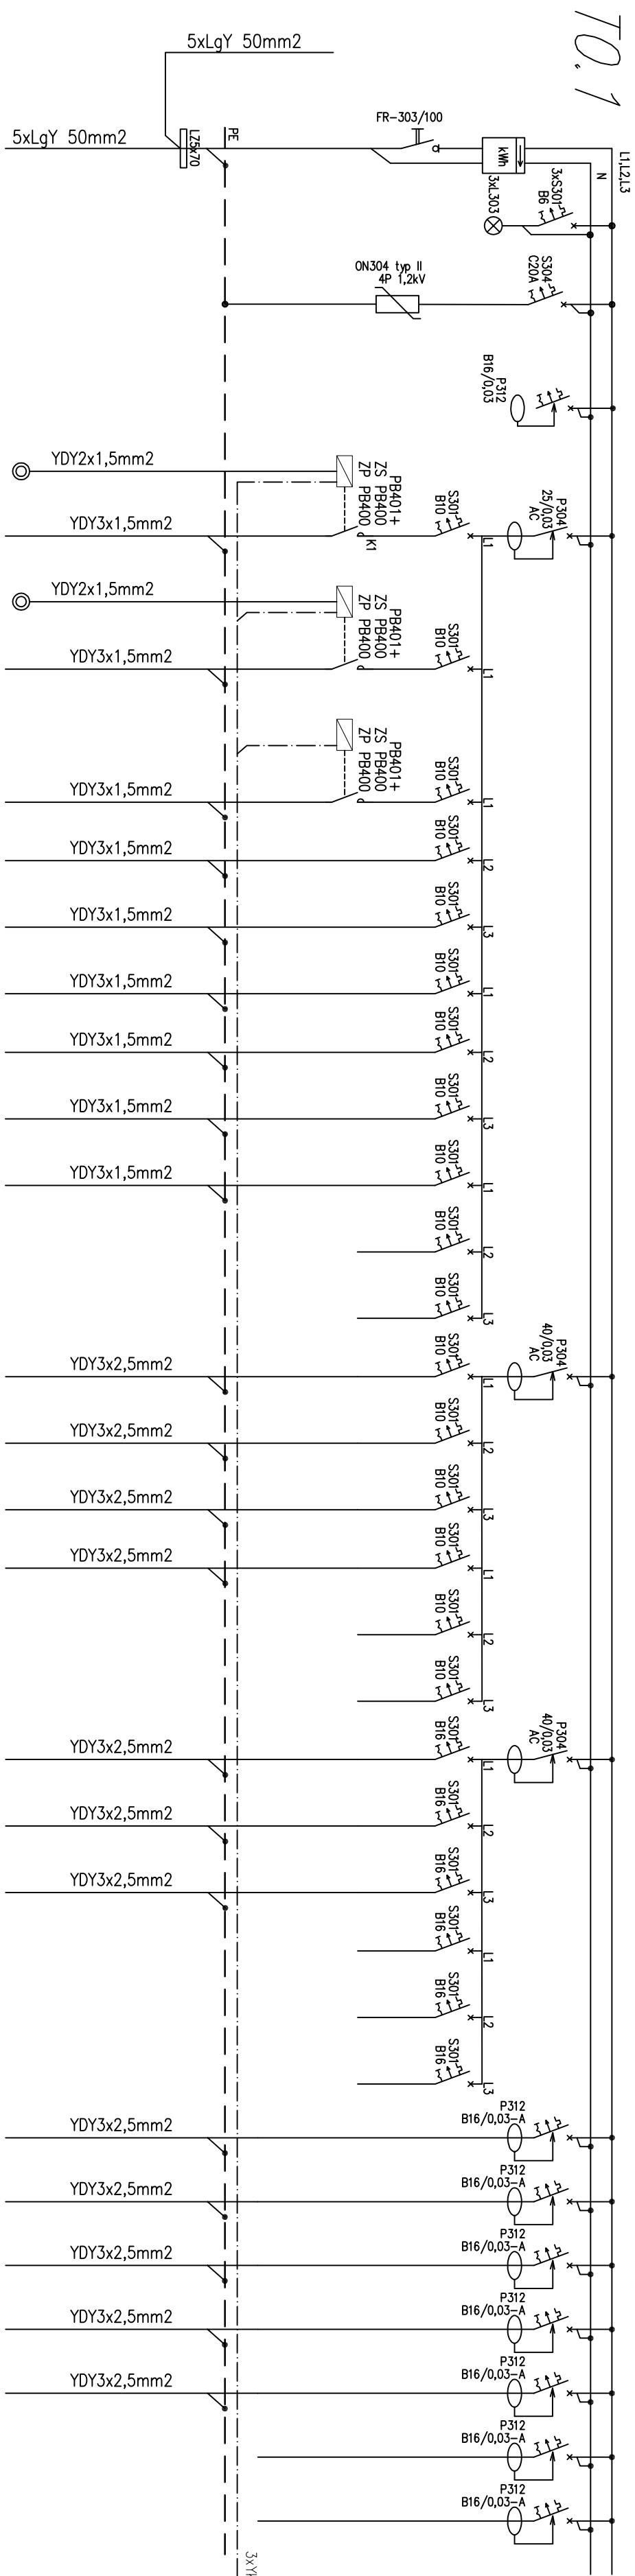 TO.1
5xLgY 50mm2
5xLgY 50mm2
LZ5x70
PE
FR-303/100
kWh
L1,L2,L3
N
3xS301
B6
3xL303
S304
C20A
ON304 typ II
4P 1,2kV
P312
B16/0,03
P304
25/0,03
AC
YDY2x1,5mm2
PB401+
ZS PB400
ZP PB400
K1
S301
B10
L1
YDY3x1,5mm2
YDY2x1,5mm2
PB401+
ZS PB400
ZP PB400
S301
B10
L1
YDY3x1,5mm2
PB401+
ZS PB400
ZP PB400
S301
B10
L1
YDY3x1,5mm2
S301
B10
L2
YDY3x1,5mm2
S301
B10
L3
YDY3x1,5mm2
S301
B10
L1
YDY3x1,5mm2
S301
B10
L2
YDY3x1,5mm2
S301
B10
L3
YDY3x1,5mm2
S301
B10
L1
YDY3x1,5mm2
S301
B10
L2
S301
B10
L3
P304
40/0,03
AC
S301
B10
L1
YDY3x2,5mm2
S301
B10
L2
YDY3x2,5mm2
S301
B10
L3
YDY3x2,5mm2
S301
B10
L1
YDY3x2,5mm2
S301
B10
L2
S301
B10
L3
P304
40/0,03
AC
S301
B16
L1
YDY3x2,5mm2
S301
B16
L2
YDY3x2,5mm2
S301
B16
L3
YDY3x2,5mm2
S301
B16
L1
S301
B16
L2
S301
B16
L3
P312
B16/0,03-A
YDY3x2,5mm2
P312
B16/0,03-A
YDY3x2,5mm2
P312
B16/0,03-A
YDY3x2,5mm2
P312
B16/0,03-A
YDY3x2,5mm2
P312
B16/0,03-A
YDY3x2,5mm2
P312
B16/0,03-A
P312
B16/0,03-A